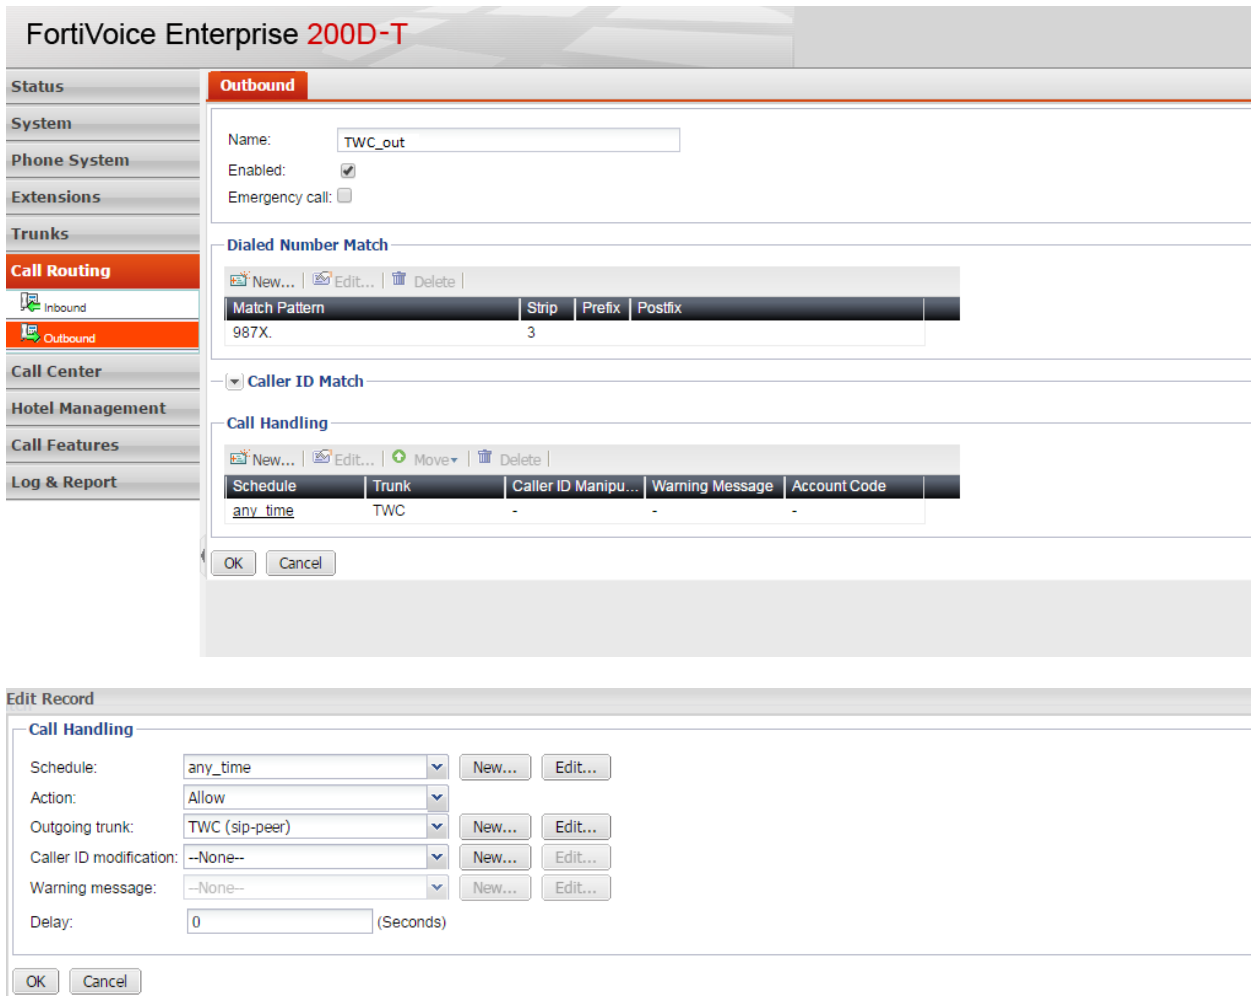 FortiVoice Enterprise 200D-T
Status
System
Phone System
Extensions
Trunks
Call Routing
Inbound
Outbound
Call Center
Hotel Management
Call Features
Log & Report
Outbound
Name: TWC_out
Enabled:
Emergency call:
Dialed Number Match
New... Edit... Delete
Match Pattern Strip Prefix Postfix
987X. 3
Caller ID Match
Call Handling
New... Edit... Move Delete
Schedule Trunk Caller ID Manipu... Warning Message Account Code
any_time TWC - - -
OK Cancel
Edit Record
Call Handling
Schedule: any_time New... Edit...
Action: Allow
Outgoing trunk: TWC (sip-peer) New... Edit...
Caller ID modification: --None-- New... Edit...
Warning message: --None-- New... Edit...
Delay: 0 (Seconds)
OK Cancel